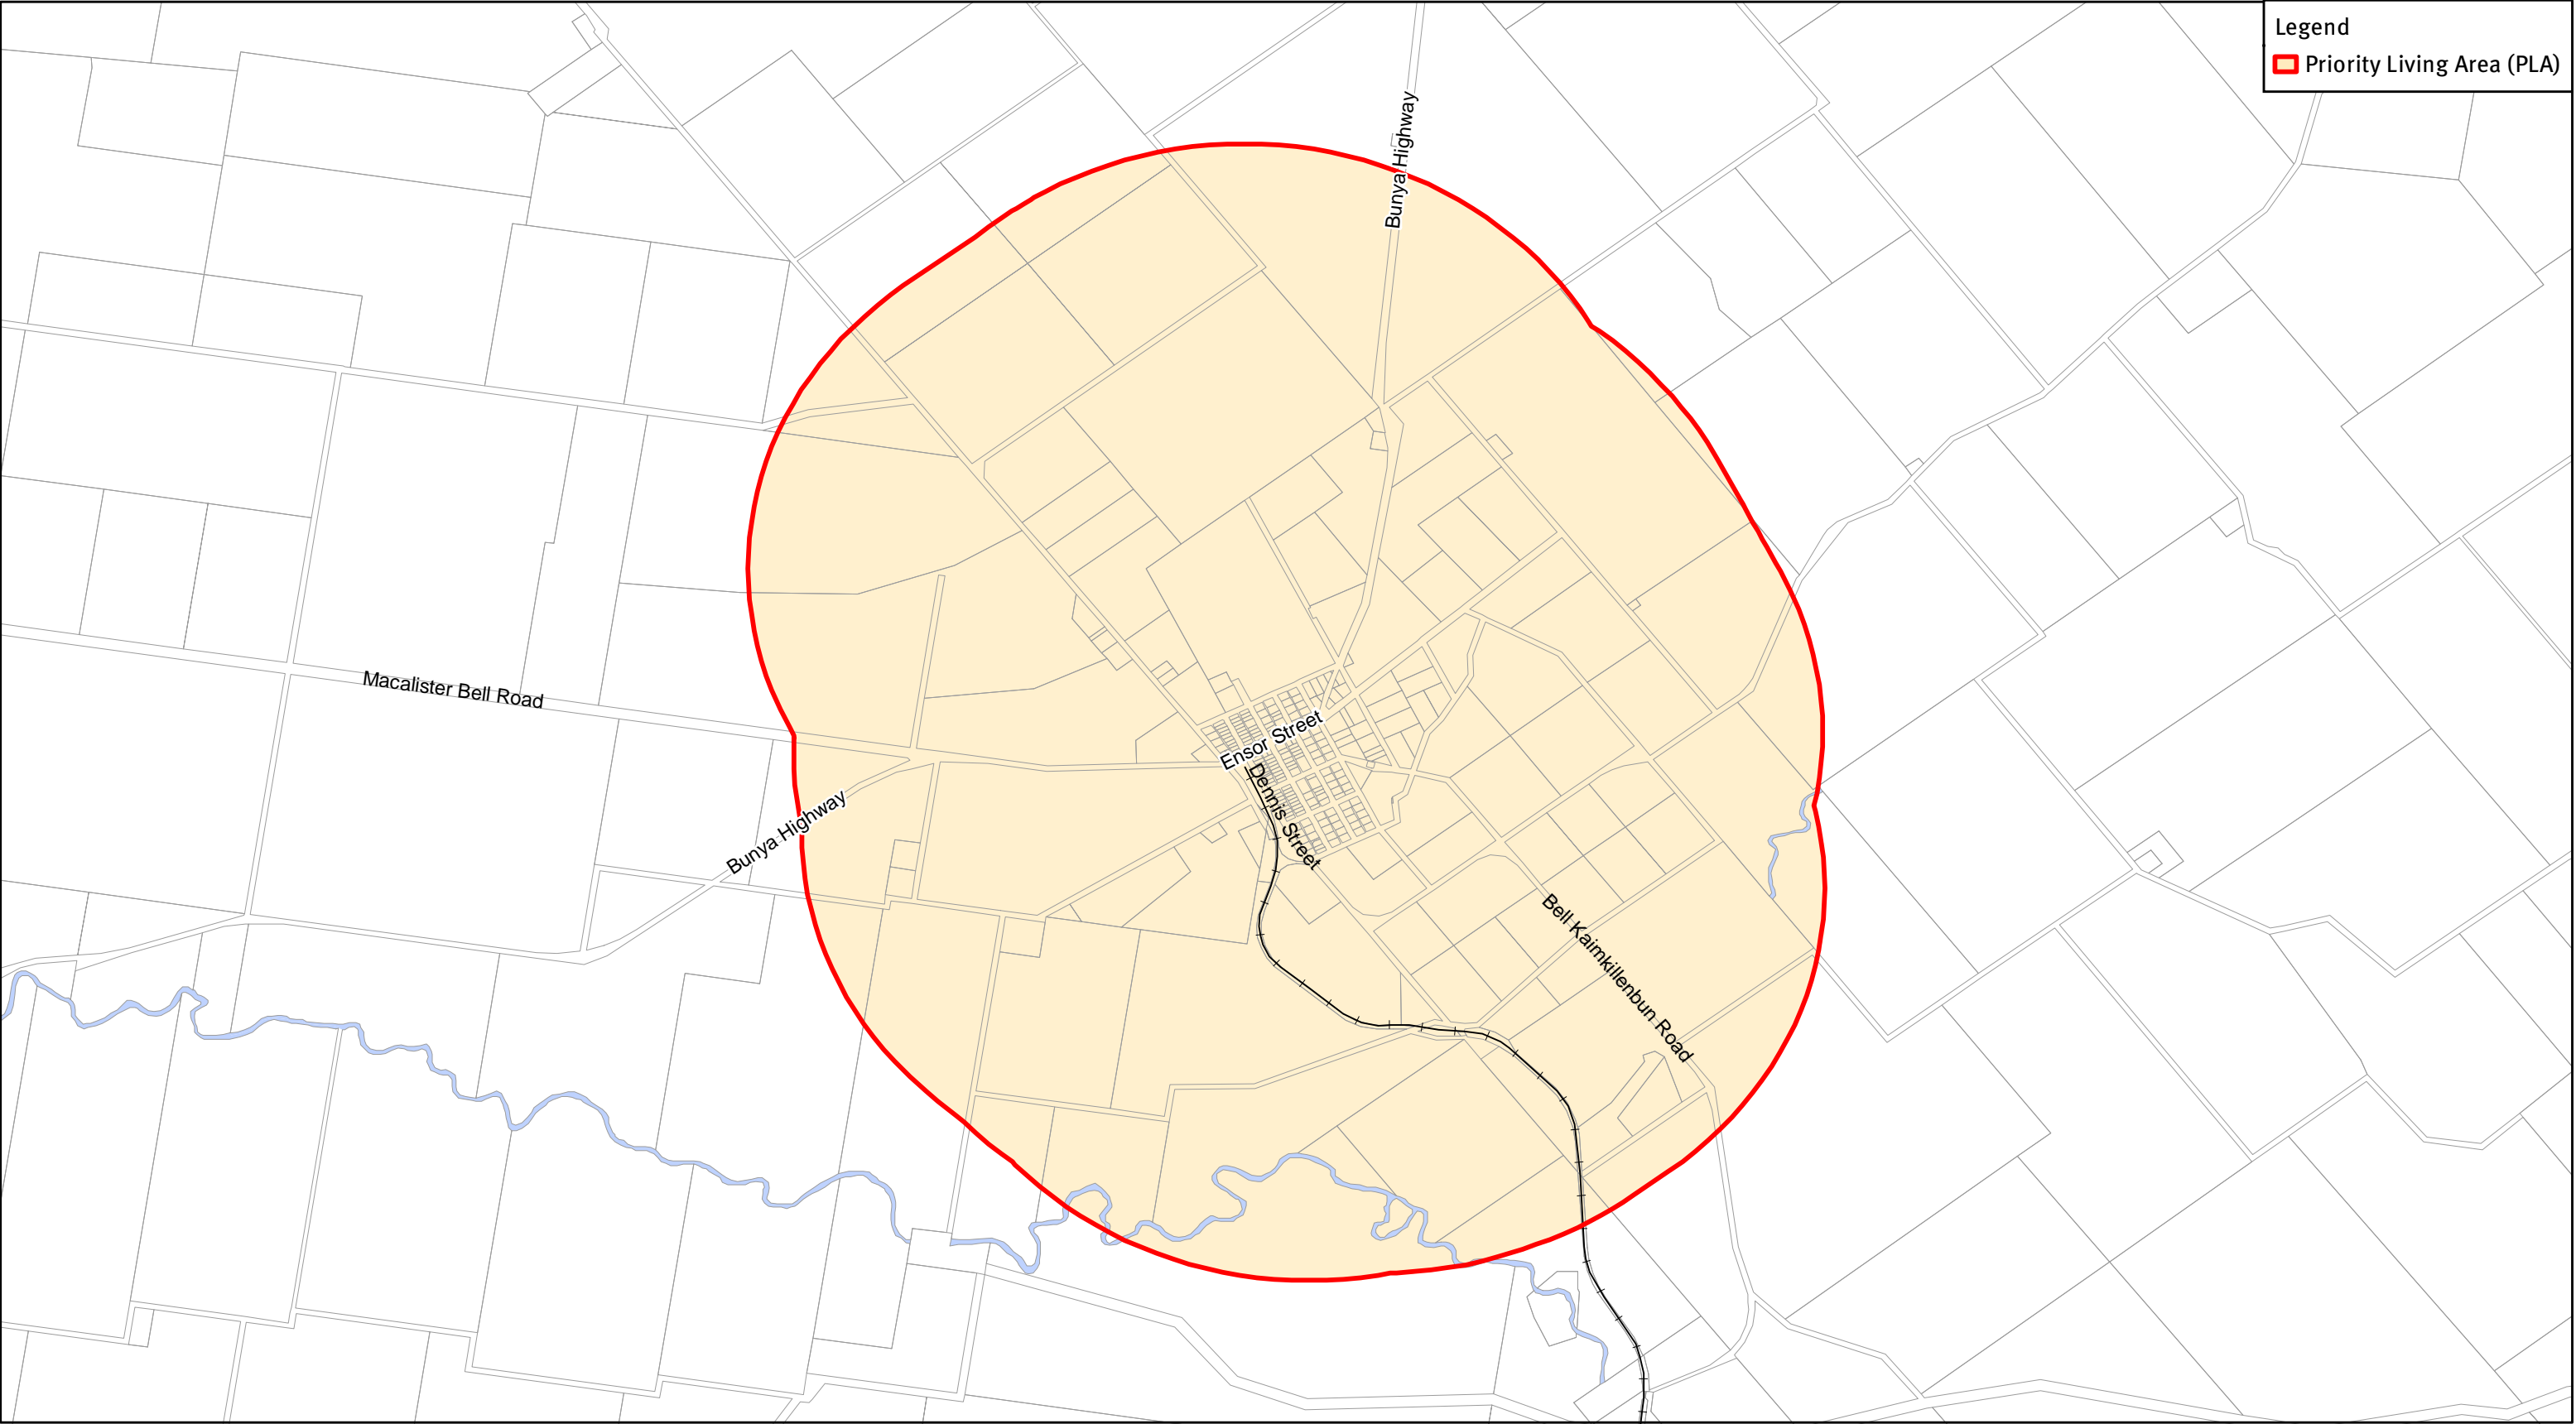 Legend
Priority Living Area (PLA)
Bunya Highway
Macalister Bell Road
Ensor Street
Dennis Street
Bunya Highway
Bell Kaimkillenbun Road